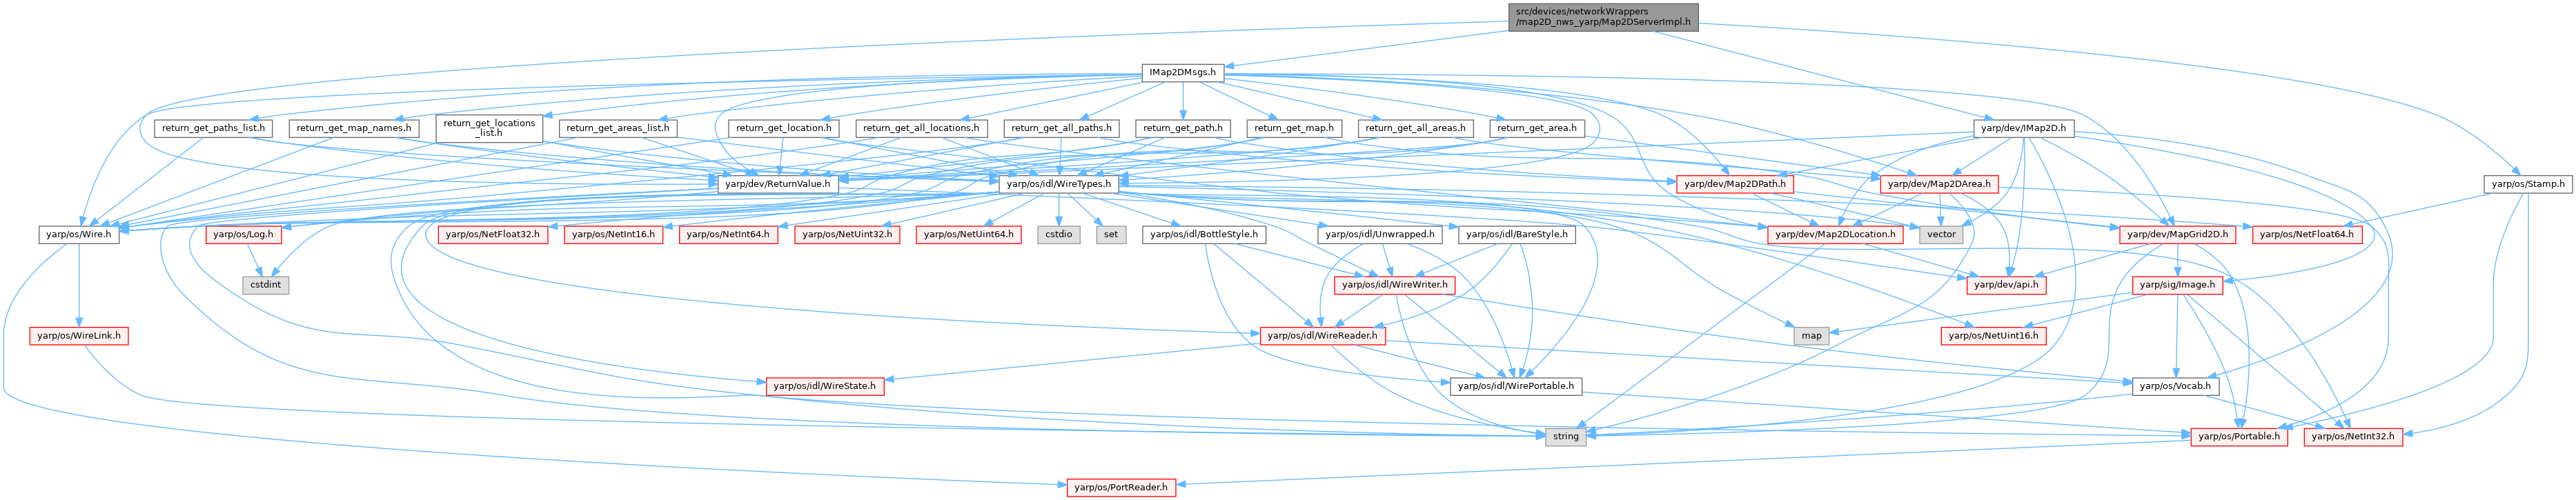 src/devices/networkWrappers
/map2D_nws_yarp/Map2DServerImpl.h
IMap2DMsgs.h
return_get_paths_list.h
return_get_map_names.h
return_get_locations
_list.h
return_get_areas_list.h
return_get_location.h
return_get_all_locations.h
return_get_all_paths.h
return_get_path.h
return_get_map.h
return_get_all_areas.h
return_get_area.h
yarp/dev/IMap2D.h
yarp/dev/ReturnValue.h
yarp/os/idl/WireTypes.h
yarp/dev/Map2DPath.h
yarp/dev/Map2DArea.h
yarp/os/Stamp.h
yarp/os/Wire.h
yarp/os/Log.h
yarp/os/NetFloat32.h
yarp/os/NetInt16.h
yarp/os/NetInt64.h
yarp/os/NetUint32.h
yarp/os/NetUint64.h
cstdio
set
yarp/os/idl/BottleStyle.h
yarp/os/idl/Unwrapped.h
yarp/os/idl/BareStyle.h
yarp/dev/Map2DLocation.h
vector
yarp/dev/MapGrid2D.h
yarp/os/NetFloat64.h
cstdint
yarp/os/idl/WireWriter.h
yarp/dev/api.h
yarp/sig/Image.h
yarp/os/WireLink.h
yarp/os/idl/WireReader.h
map
yarp/os/NetUint16.h
yarp/os/idl/WireState.h
yarp/os/idl/WirePortable.h
yarp/os/Vocab.h
string
yarp/os/Portable.h
yarp/os/NetInt32.h
yarp/os/PortReader.h